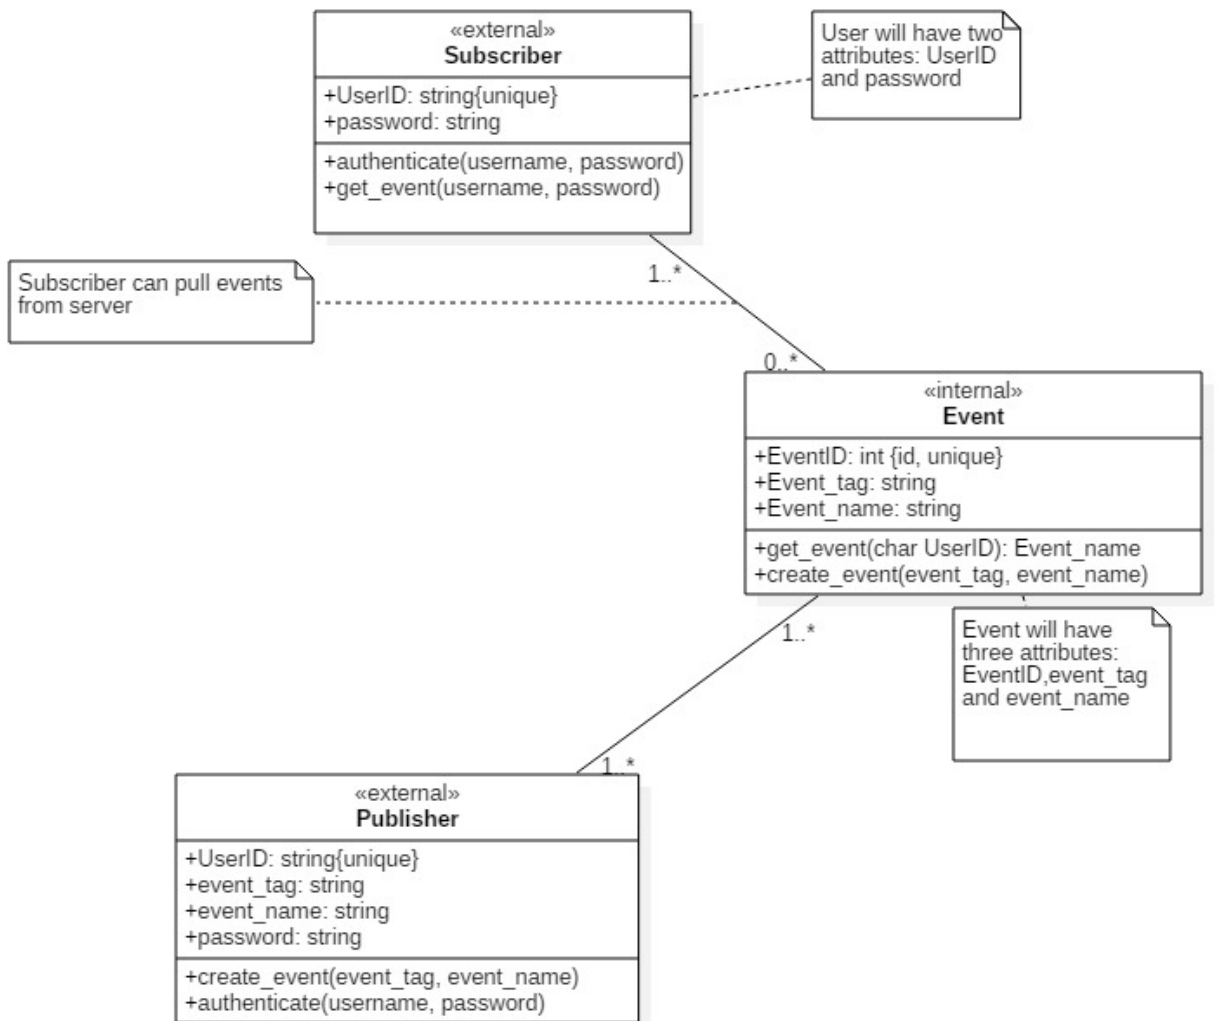 «external»
Subscriber
+UserID: string{unique}
+password: string
+authenticate(username, password)
+get_event(username, password)
User will have two
attributes: UserID
and password
Subscriber can pull events
from server
1..*
0..*
«internal»
Event
+EventID: int {id, unique}
+Event_tag: string
+Event_name: string
+get_event(char UserID): Event_name
+create_event(event_tag, event_name)
1..*
Event will have
three attributes:
EventID,event_tag
and event_name
1..*
«external»
Publisher
+UserID: string{unique}
+event_tag: string
+event_name: string
+password: string
+create_event(event_tag, event_name)
+authenticate(username, password)